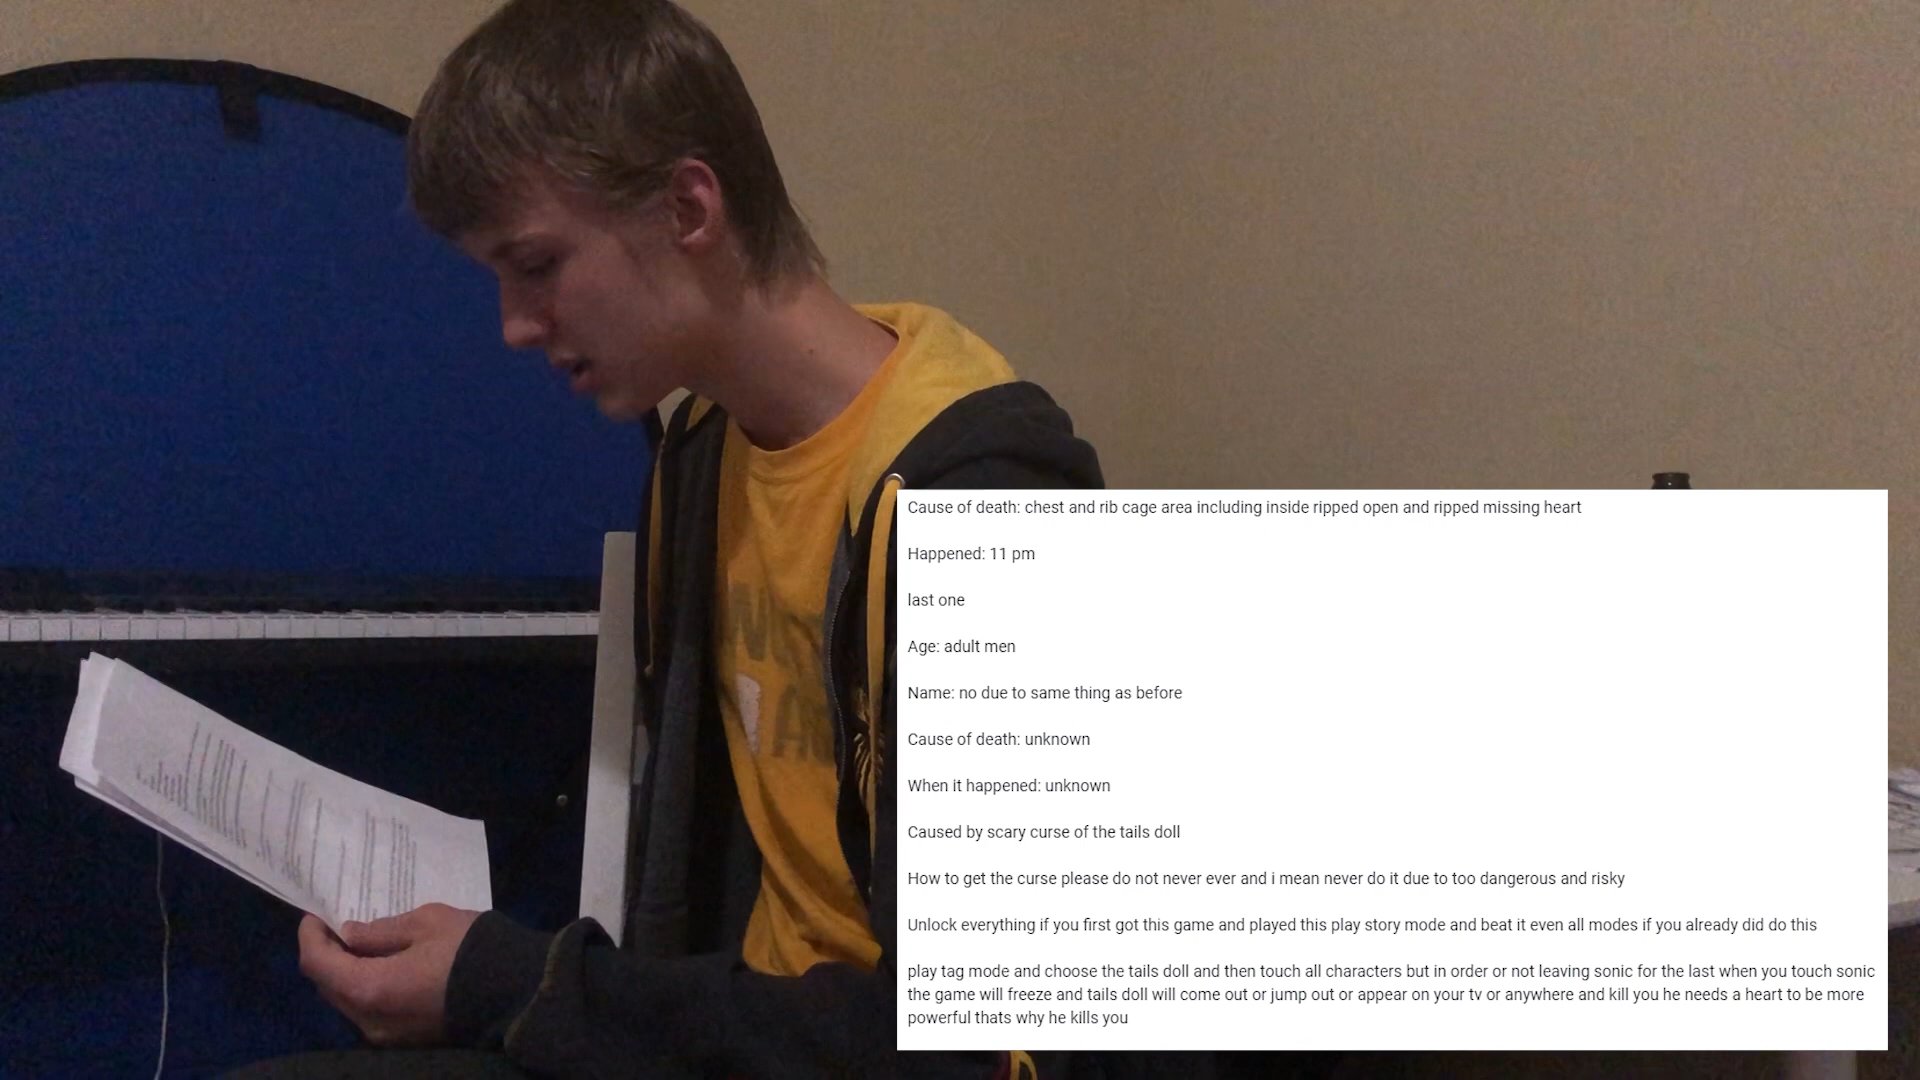 Cause of death: chest and rib cage area including inside ripped open and ripped missing heart
Happened: 11 pm
last one
Age: adult men
Name: no due to same thing as before
Cause of death: unknown
When it happened: unknown
Caused by scary curse of the tails doll
How to get the curse please do not never ever and i mean never do it due to too dangerous and risky
Unlock everything if you first got this game and played this play story mode and beat it even all modes if you already did do this
play tag mode and choose the tails doll and then touch all characters but in order or not leaving sonic for the last when you touch sonic
the game will freeze and tails doll will come out or jump out or appear on your tv or anywhere and kill you he needs a heart to be more
powerful thats why he kills you